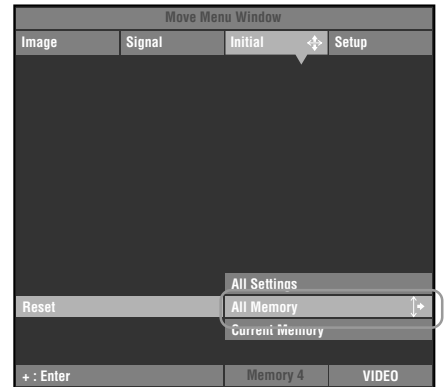 Move Menu Window
Image Signal Initial Setup
All Settings
Reset All Memory
Current Memory
+ : Enter Memory 4 VIDEO